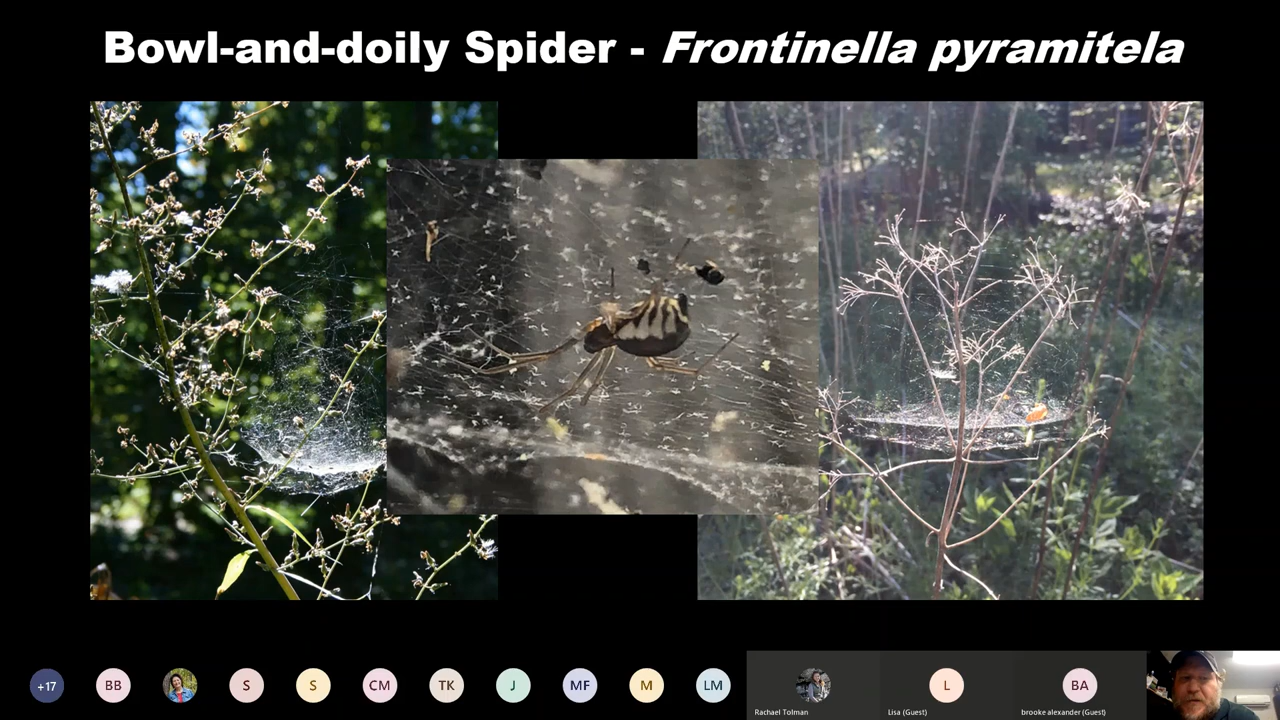 Bowl-and-doily Spider - Frontinella pyramitela
+17
BB
S
S
CM
TK
J
MF
M
LM
Rachael Tolman
L
Lisa (Guest)
BA
brooke alexander (Guest)